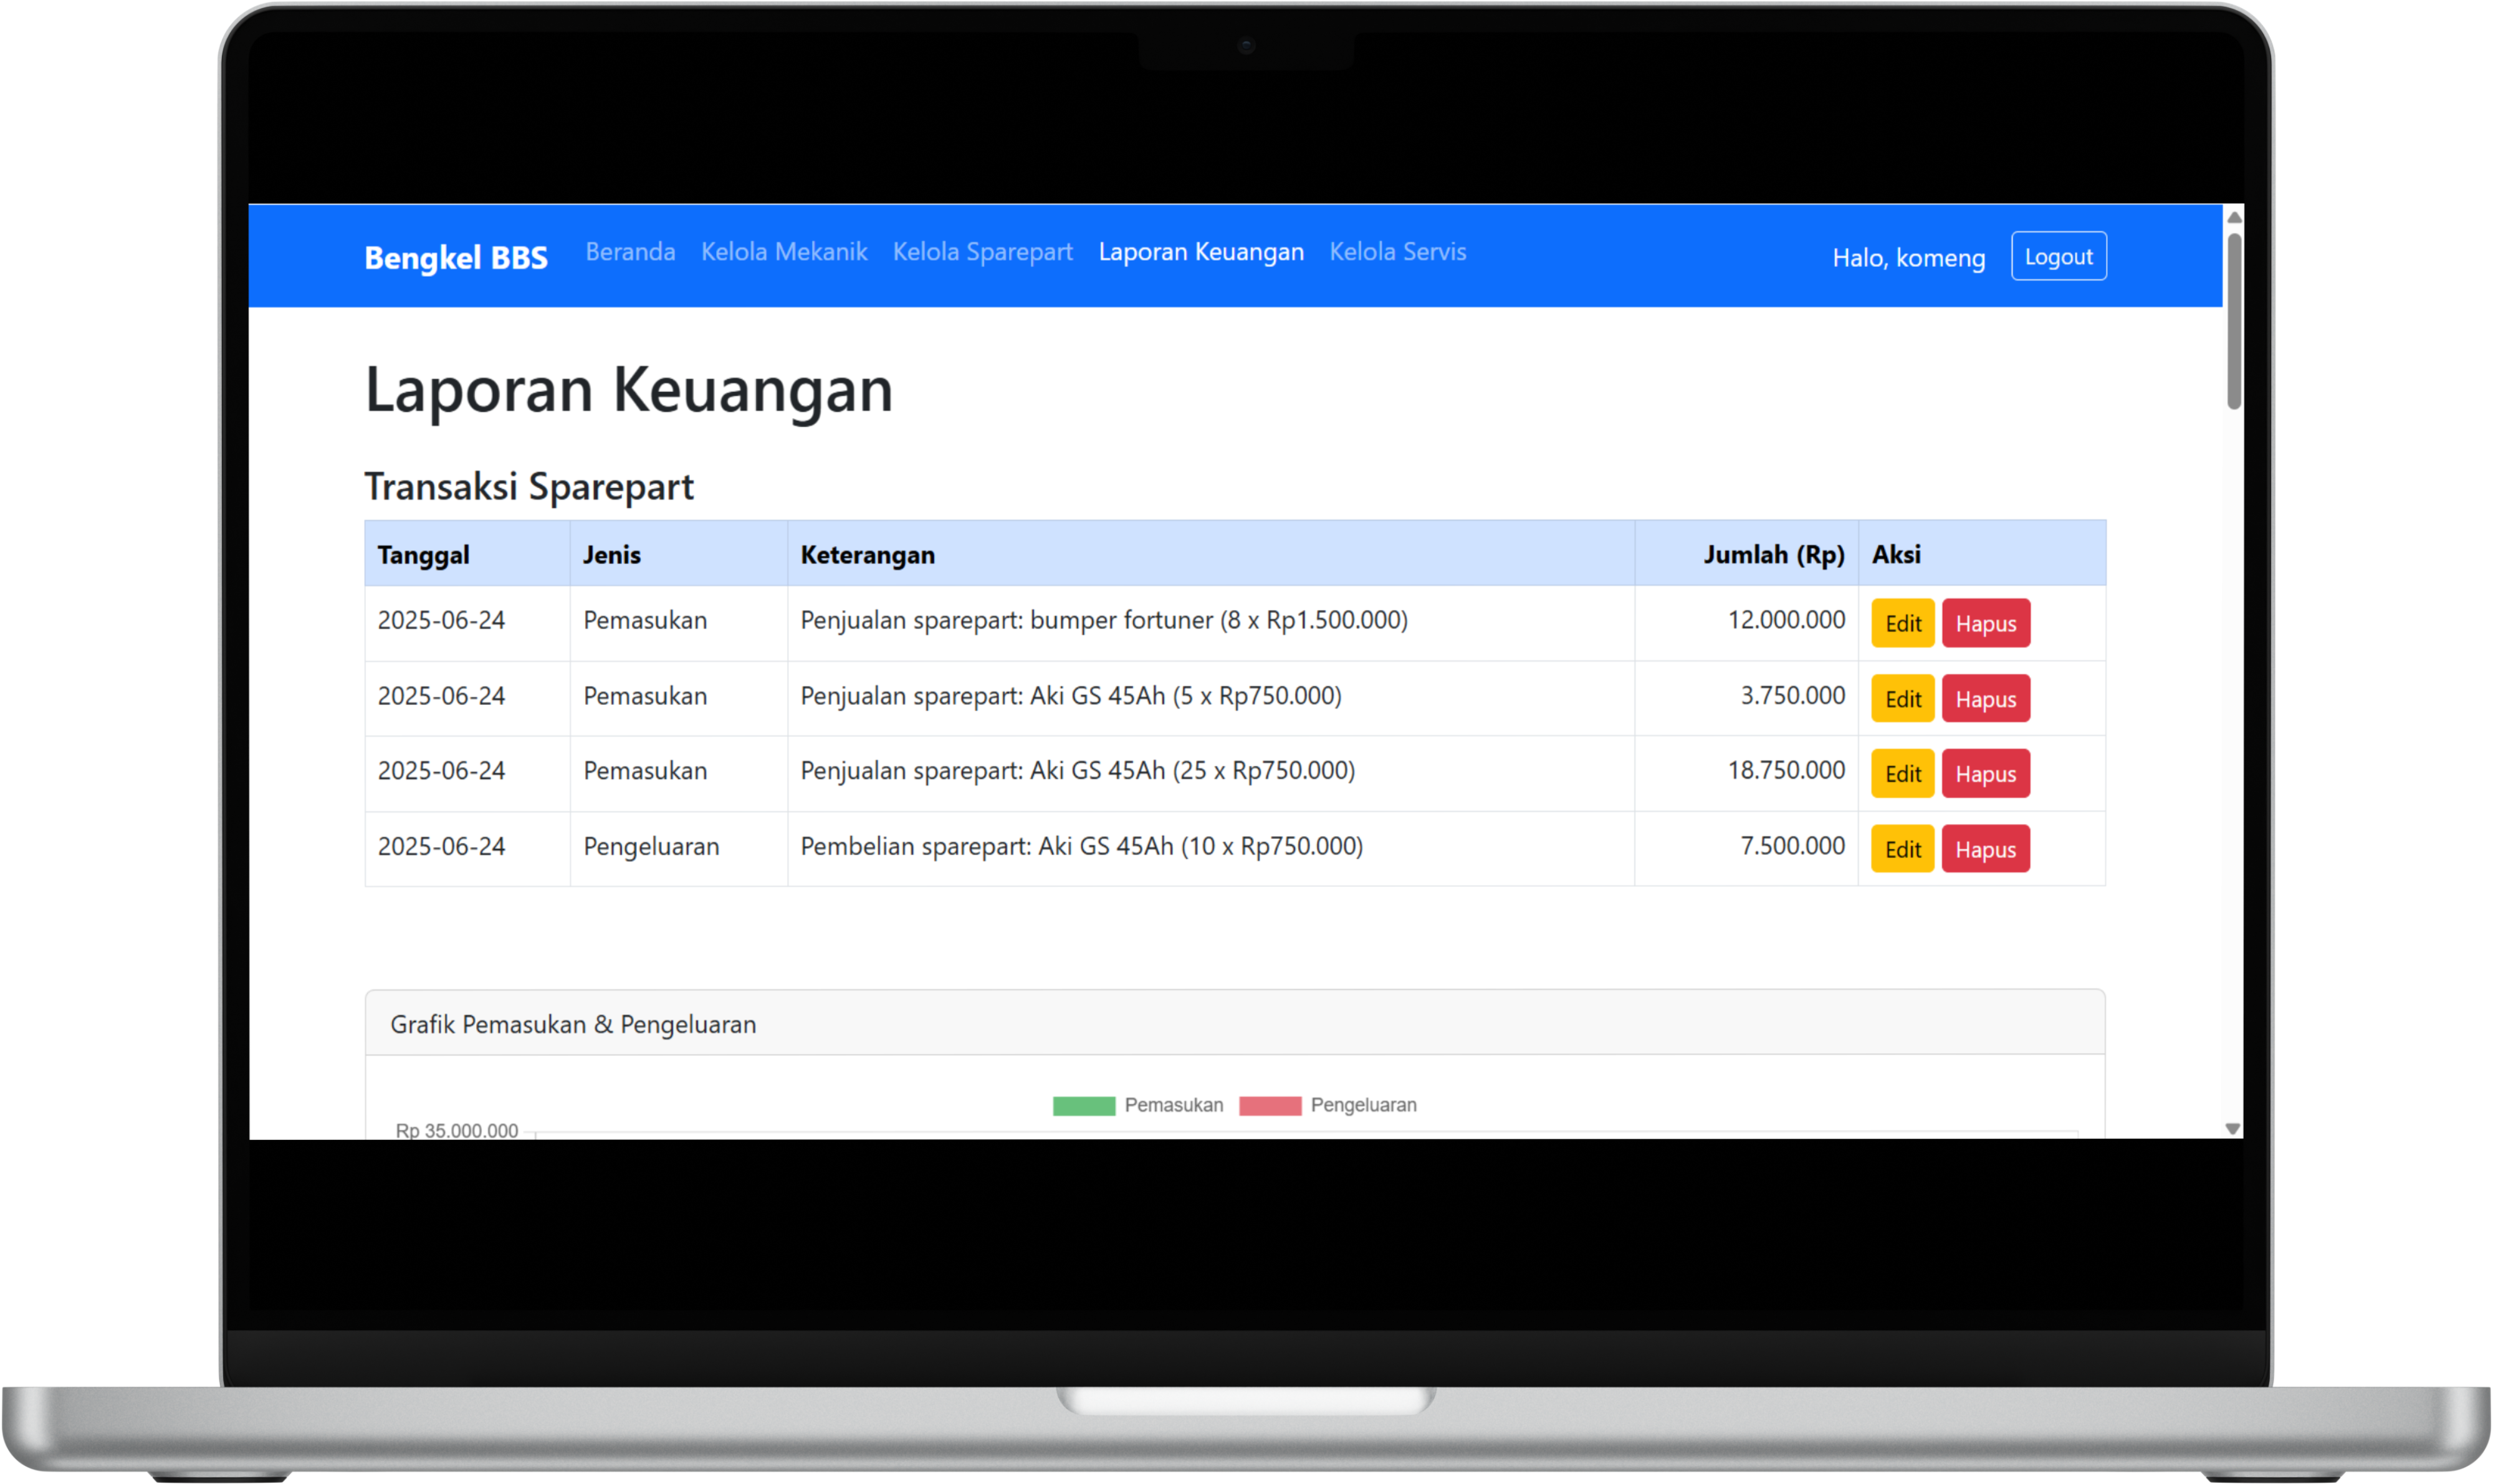 Bengkel BBS Beranda Kelola Mekanik Kelola Sparepart Laporan Keuangan Kelola Servis Halo, komeng Logout
Laporan Keuangan
Transaksi Sparepart
Tanggal Jenis Keterangan Jumlah (Rp) Aksi
2025-06-24 Pemasukan Penjualan sparepart: bumper fortuner (8 x Rp1.500.000) 12.000.000 Edit Hapus
2025-06-24 Pemasukan Penjualan sparepart: Aki GS 45Ah (5 x Rp750.000) 3.750.000 Edit Hapus
2025-06-24 Pemasukan Penjualan sparepart: Aki GS 45Ah (25 x Rp750.000) 18.750.000 Edit Hapus
2025-06-24 Pengeluaran Pembelian sparepart: Aki GS 45Ah (10 x Rp750.000) 7.500.000 Edit Hapus
Grafik Pemasukan & Pengeluaran
Pemasukan Pengeluaran
Rp 35.000.000